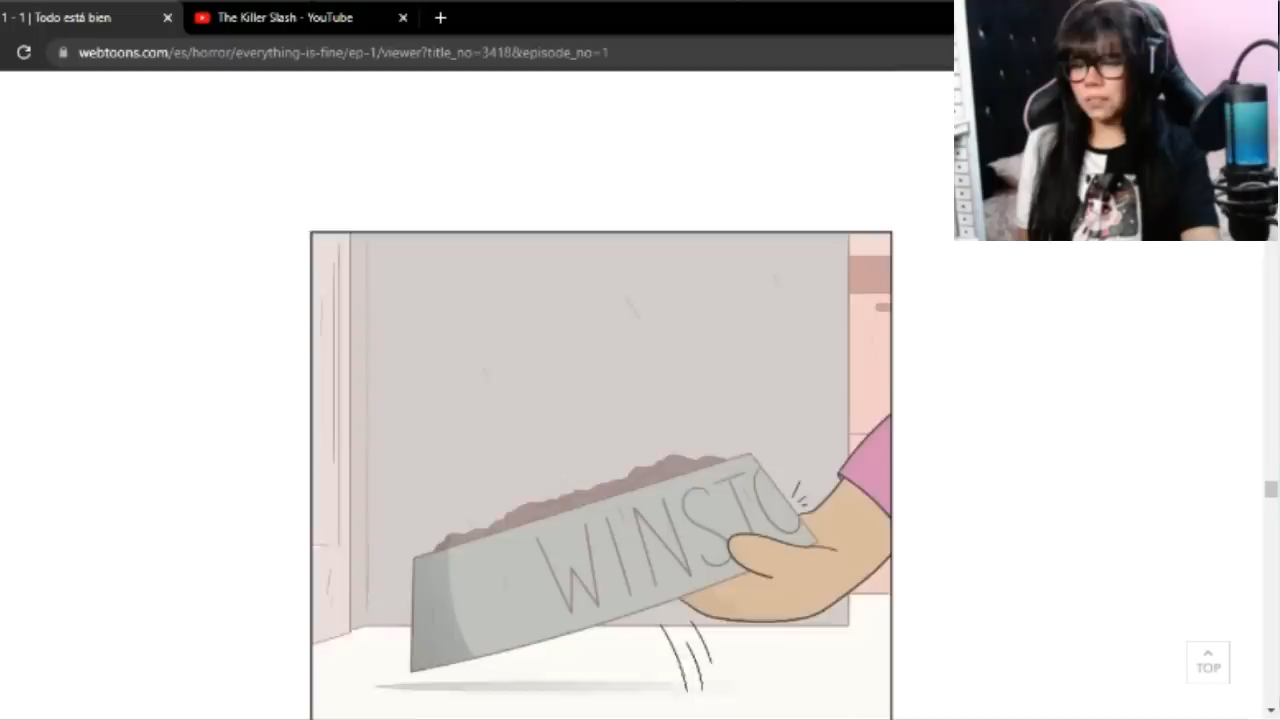 1 - 1 | Todo está bien
The Killer Slash - YouTube
webtoons.com/es/horror/everything-is-fine/ep-1/viewer?title_no=3418&episode_no=1
WINSTO
TOP